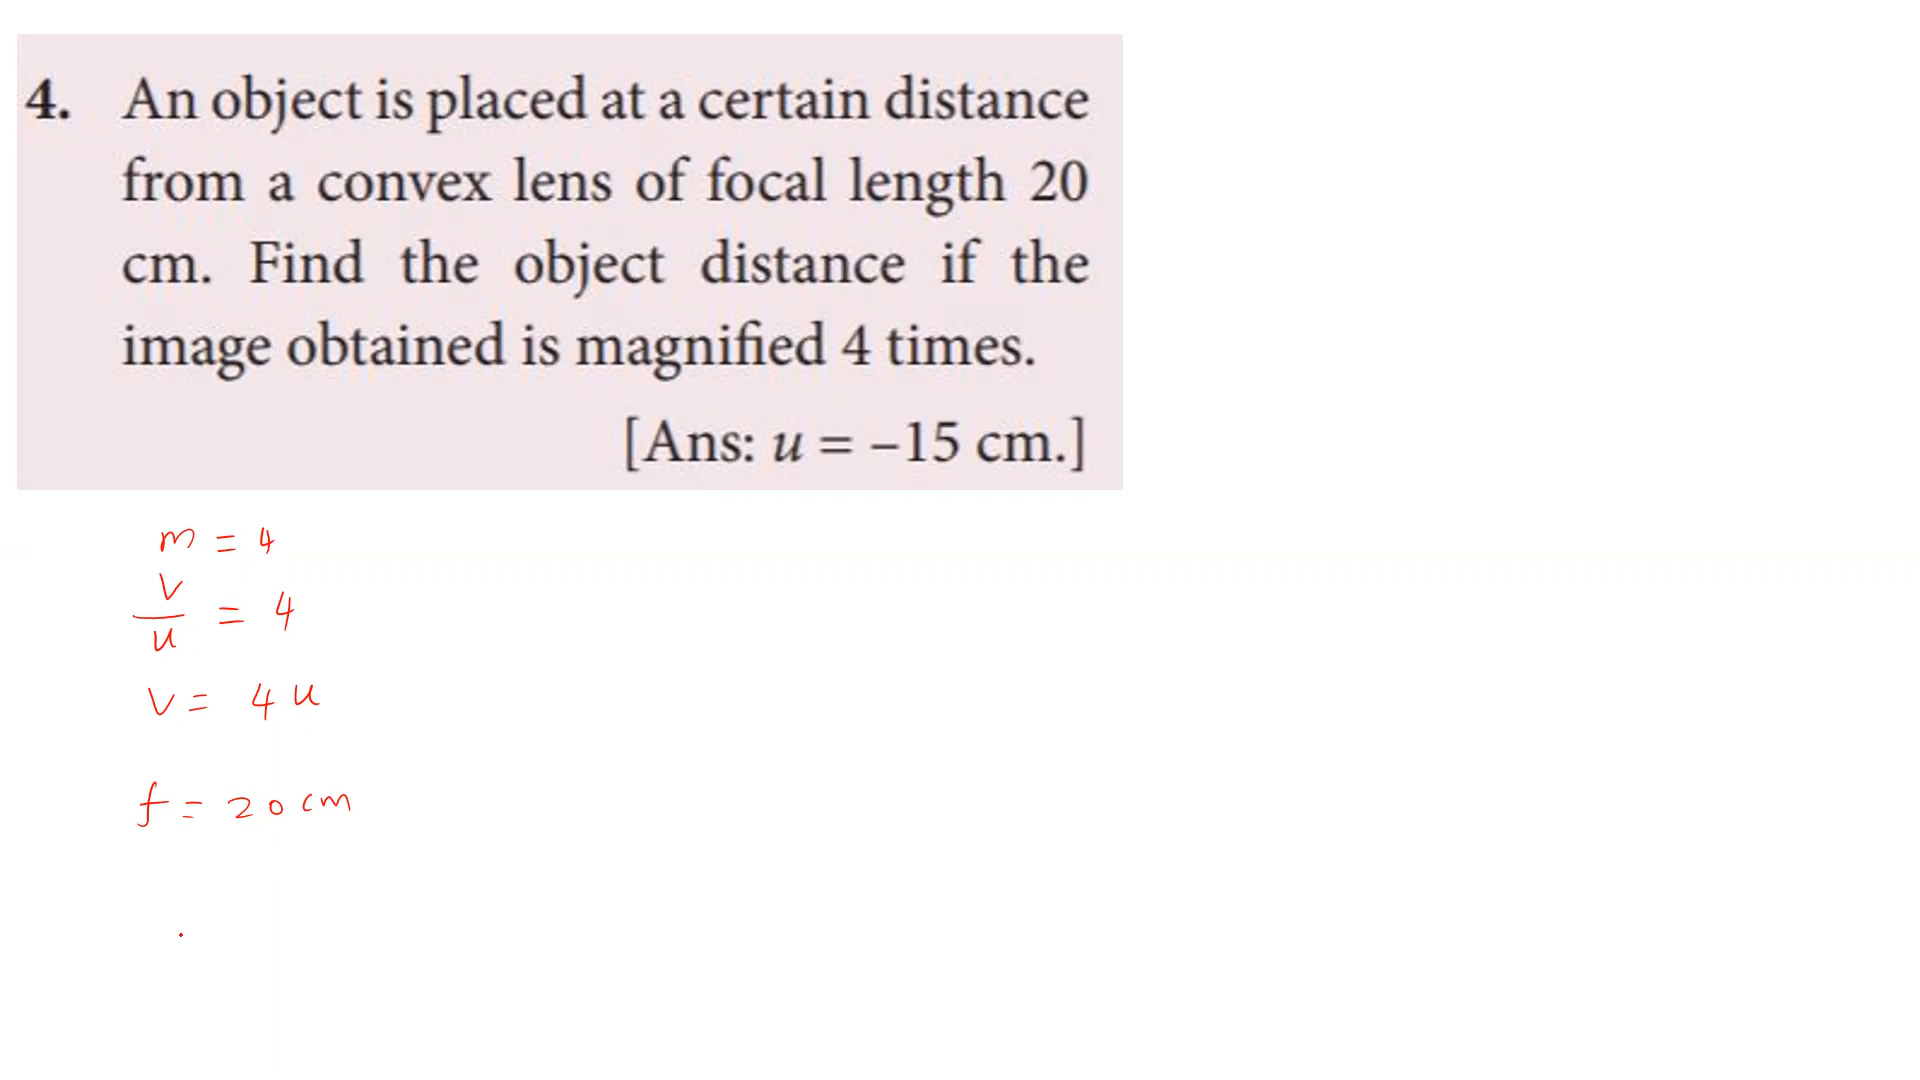 4. An object is placed at a certain distance
from a convex lens of focal length 20
cm. Find the object distance if the
image obtained is magnified 4 times.
[Ans: u = –15 cm.]
m = 4
v/u = 4
v = 4 u
f = 20 cm